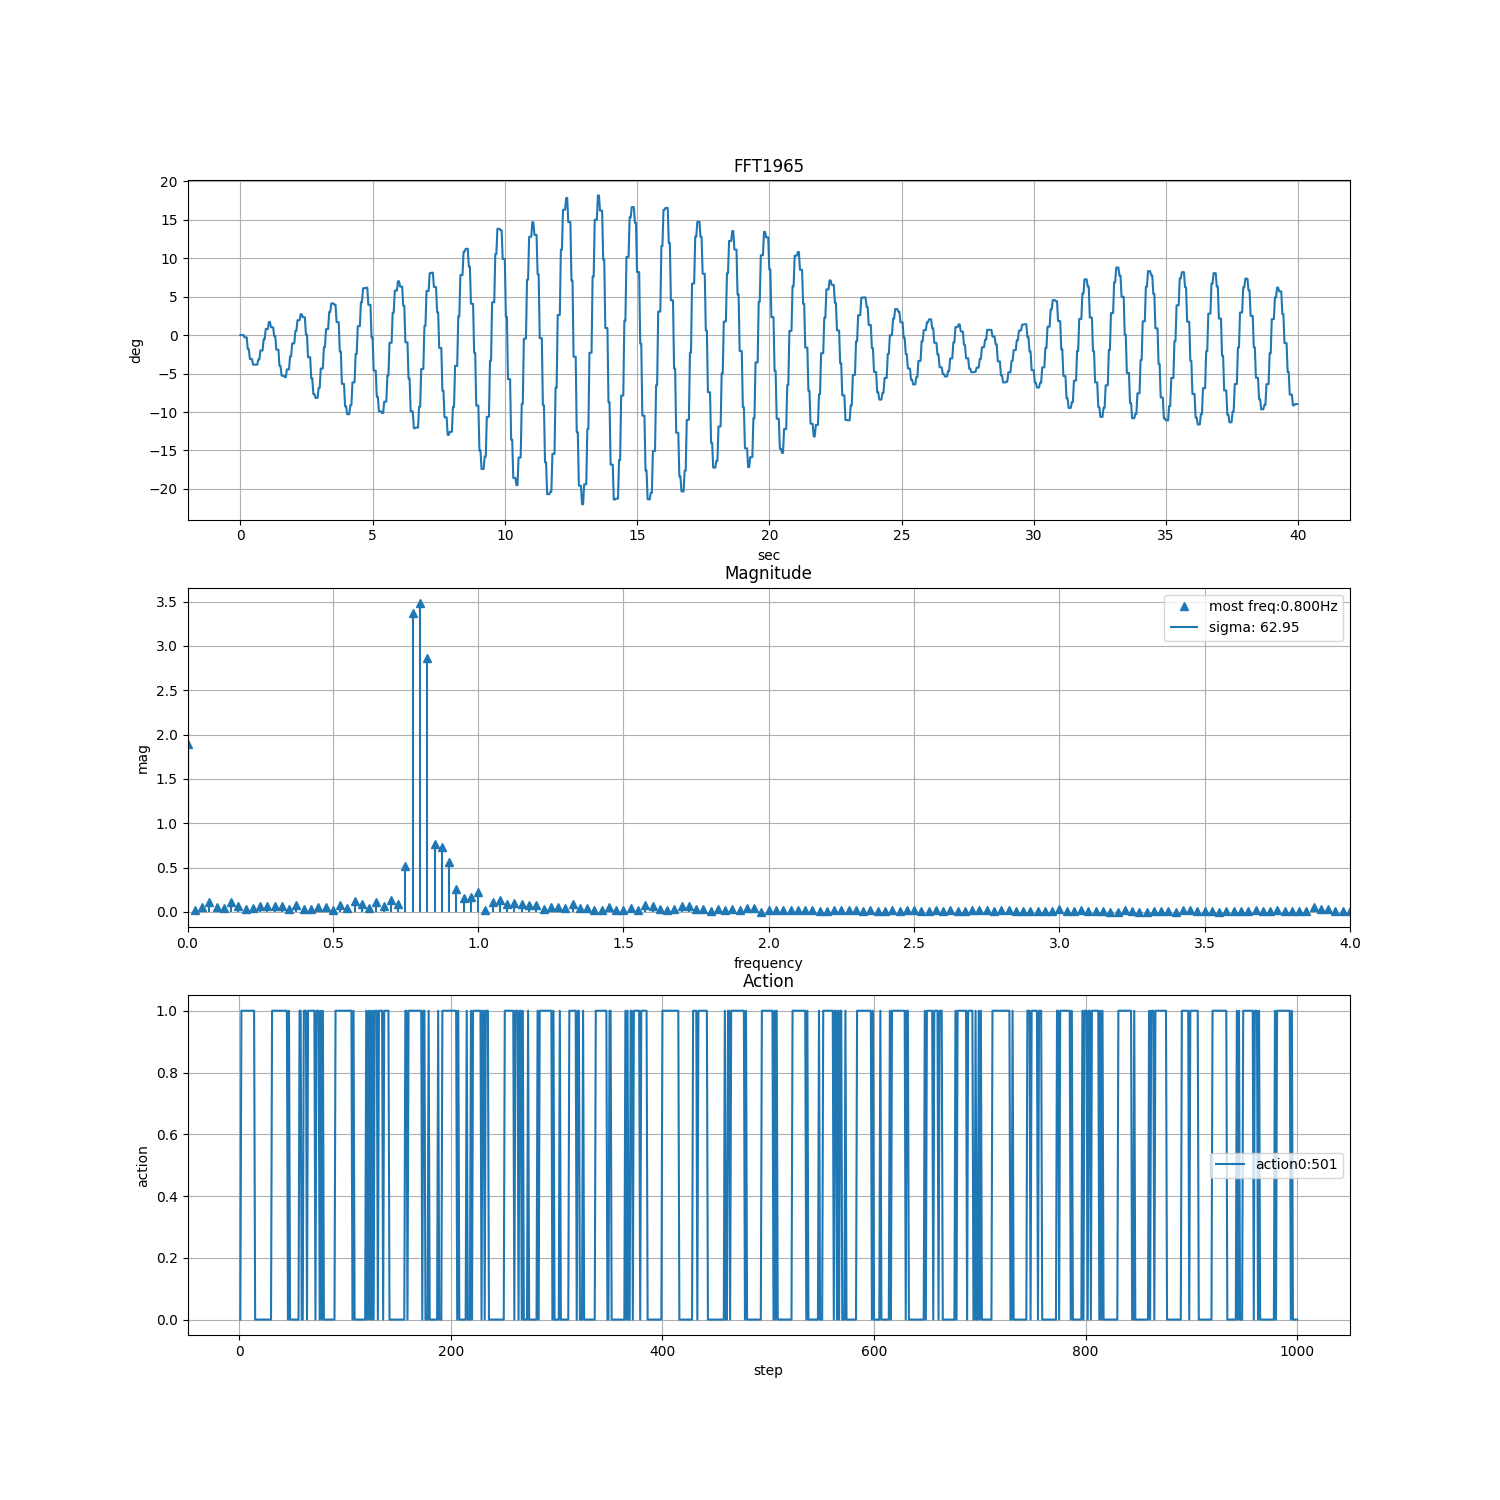 FFT1965
20
15
10
5
0
−5
−10
−15
−20
deg
0 5 10 15 20 25 30 35 40
sec
Magnitude
3.5
3.0
2.5
2.0
1.5
1.0
0.5
0.0
mag
most freq:0.800Hz
sigma: 62.95
0.0 0.5 1.0 1.5 2.0 2.5 3.0 3.5 4.0
frequency
Action
1.0
0.8
0.6
0.4
0.2
0.0
action
action0:501
0 200 400 600 800 1000
step